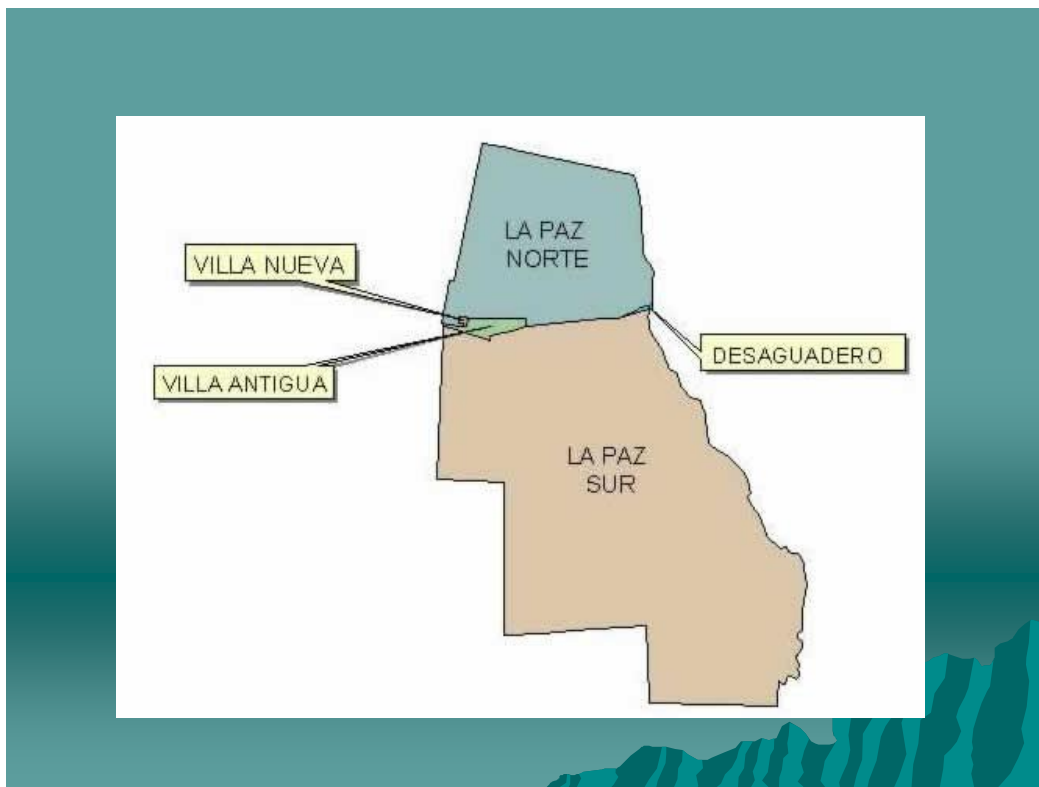 LA PAZ
NORTE
VILLA NUEVA
DESAGUADERO
VILLA ANTIGUA
LA PAZ
SUR